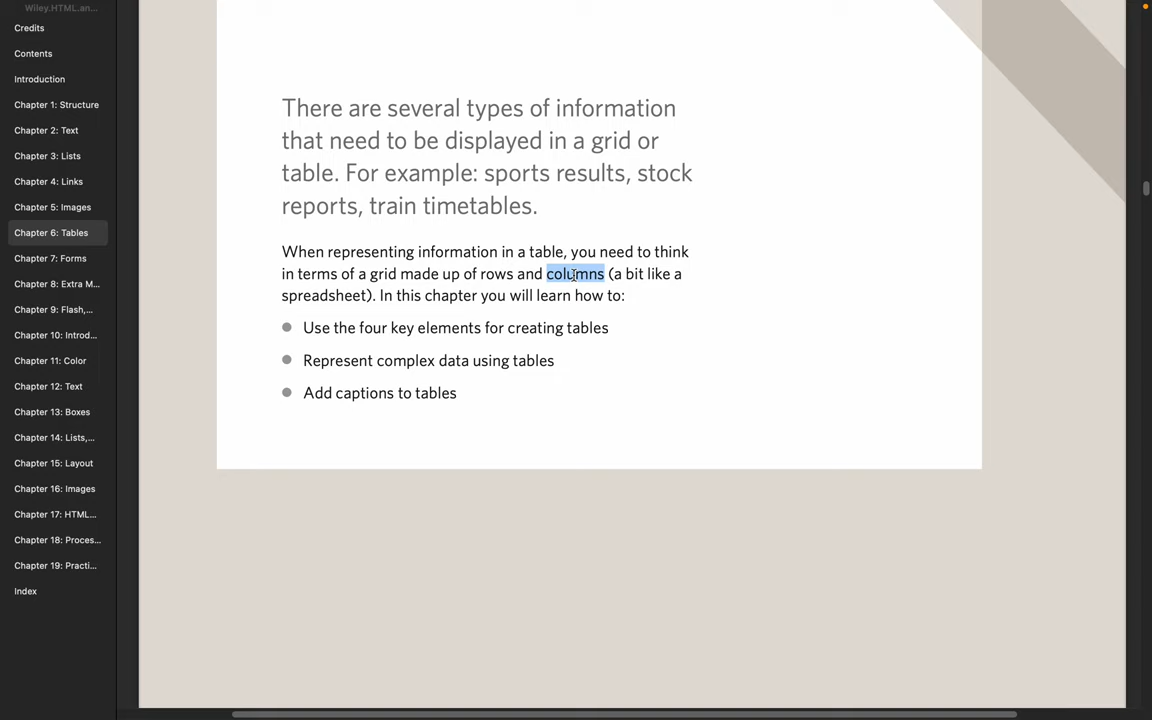 Wiley.HTML.an...
Credits
Contents
Introduction
Chapter 1: Structure
Chapter 2: Text
Chapter 3: Lists
Chapter 4: Links
Chapter 5: Images
Chapter 6: Tables
Chapter 7: Forms
Chapter 8: Extra M...
Chapter 9: Flash,...
Chapter 10: Introd...
Chapter 11: Color
Chapter 12: Text
Chapter 13: Boxes
Chapter 14: Lists,...
Chapter 15: Layout
Chapter 16: Images
Chapter 17: HTML...
Chapter 18: Proces...
Chapter 19: Practi...
Index
There are several types of information
that need to be displayed in a grid or
table. For example: sports results, stock
reports, train timetables.
When representing information in a table, you need to think
in terms of a grid made up of rows and columns (a bit like a
spreadsheet). In this chapter you will learn how to:
Use the four key elements for creating tables
Represent complex data using tables
Add captions to tables